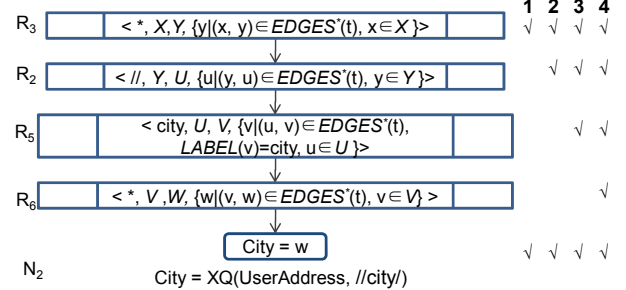 1 2 3 4
R3 < *, X,Y, {y|(x, y)∈EDGES*(t), x∈X }> √ √ √ √
R2 < //, Y, U, {u|(y, u)∈EDGES*(t), y∈Y}> √ √ √
R5 < city, U, V, {v|(u, v)∈EDGES*(t),
LABEL(v)=city, u∈U }> √ √
R6 < *, V ,W, {w|(v, w)∈EDGES*(t), v∈V} > √
City = w √ √ √ √
N2 City = XQ(UserAddress, //city/)